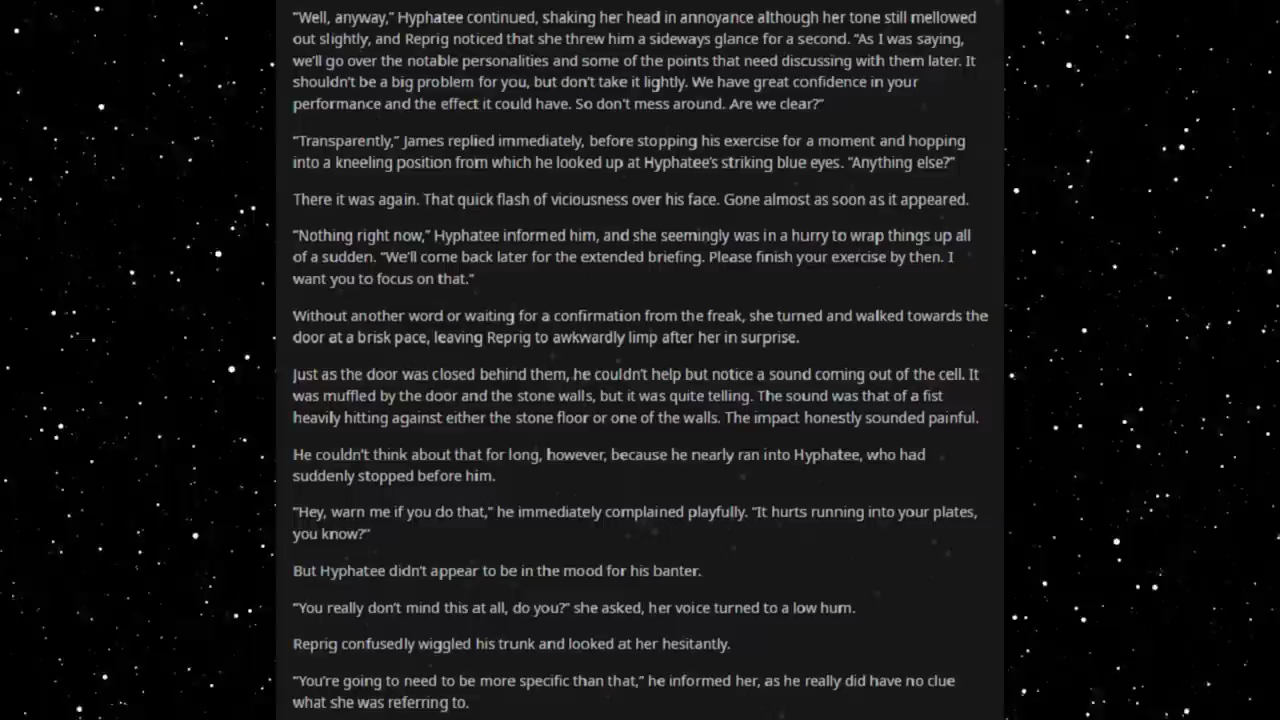 “Well, anyway,” Hyphatee continued, shaking her head in annoyance although her tone still mellowed
out slightly, and Reprig noticed that she threw him a sideways glance for a second. “As I was saying,
we’ll go over the notable personalities and some of the points that need discussing with them later. It
shouldn’t be a big problem for you, but don’t take it lightly. We have great confidence in your
performance and the effect it could have. So don’t mess around. Are we clear?”
“Transparently,” James replied immediately, before stopping his exercise for a moment and hopping
into a kneeling position from which he looked up at Hyphatee’s striking blue eyes. “Anything else?”
There it was again. That quick flash of viciousness over his face. Gone almost as soon as it appeared.
“Nothing right now,” Hyphatee informed him, and she seemingly was in a hurry to wrap things up all
of a sudden. “We’ll come back later for the extended briefing. Please finish your exercise by then. I
want you to focus on that.”
Without another word or waiting for a confirmation from the freak, she turned and walked towards the
door at a brisk pace, leaving Reprig to awkwardly limp after her in surprise.
Just as the door was closed behind them, he couldn’t help but notice a sound coming out of the cell. It
was muffled by the door and the stone walls, but it was quite telling. The sound was that of a fist
heavily hitting against either the stone floor or one of the walls. The impact honestly sounded painful.
He couldn’t think about that for long, however, because he nearly ran into Hyphatee, who had
suddenly stopped before him.
“Hey, warn me if you do that,” he immediately complained playfully. “It hurts running into your plates,
you know?”
But Hyphatee didn’t appear to be in the mood for his banter.
“You really don’t mind this at all, do you?” she asked, her voice turned to a low hum.
Reprig confusedly wiggled his trunk and looked at her hesitantly.
“You’re going to need to be more specific than that,” he informed her, as he really did have no clue
what she was referring to.